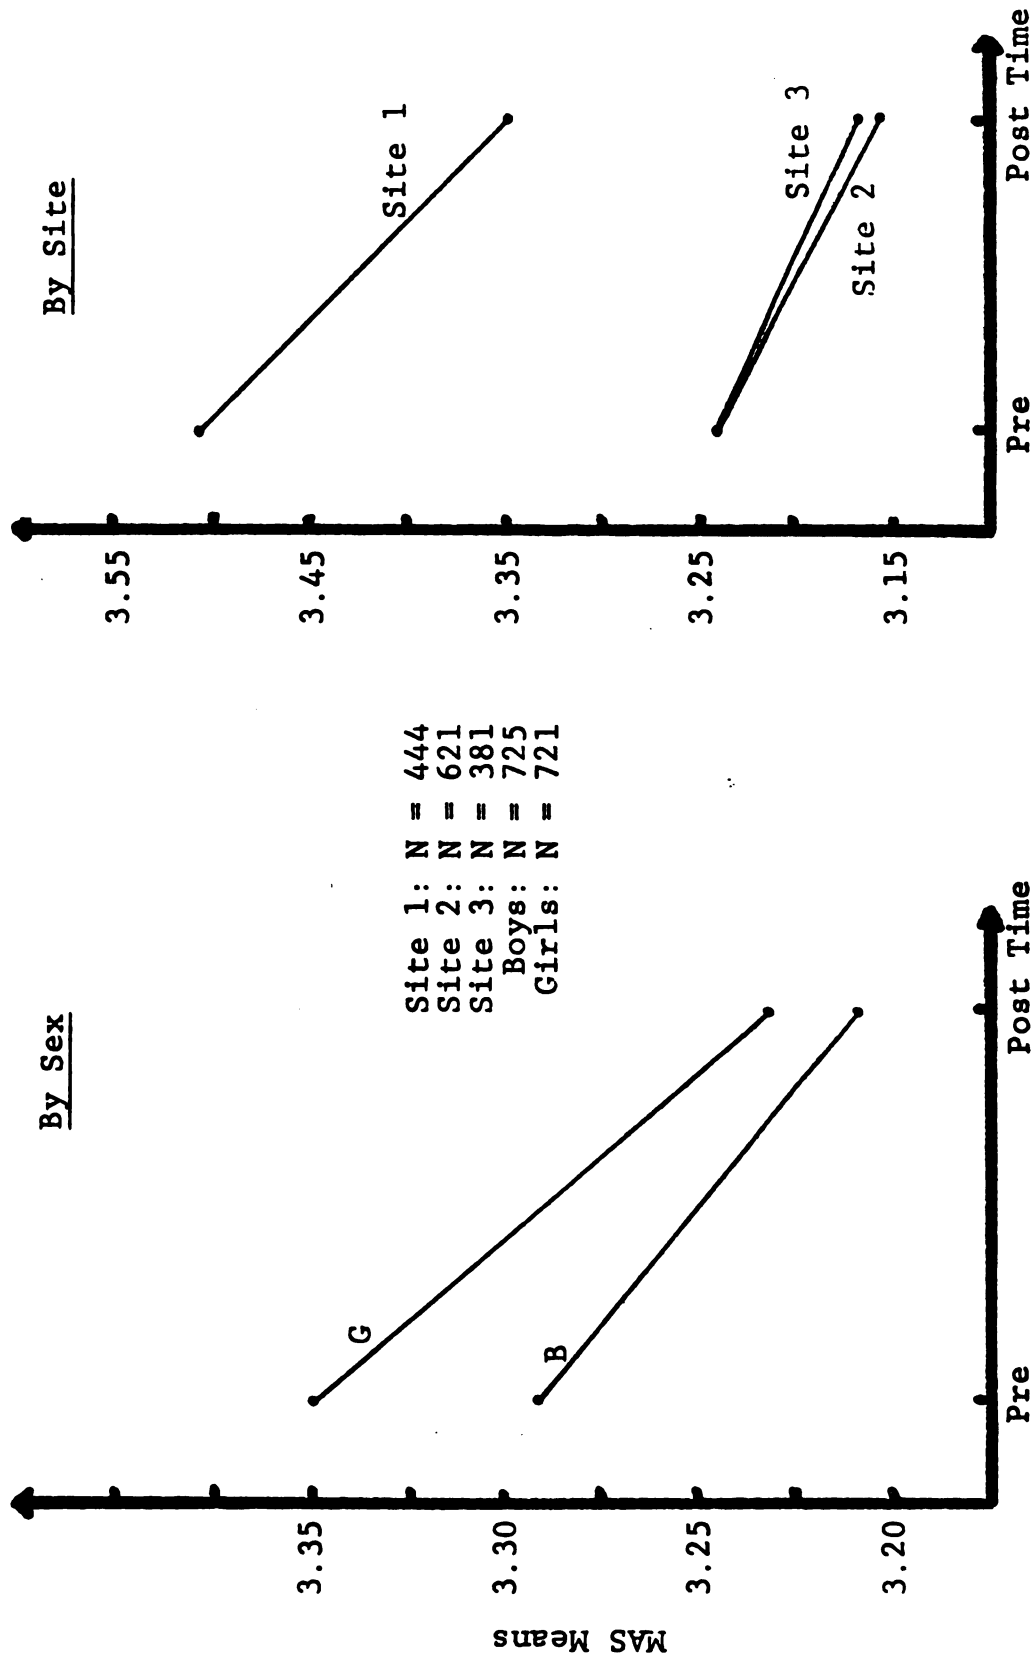 By Sex
MAS Means
3.35
3.30
3.25
3.20
G
B
Pre
Post Time
Site 1: N = 444
Site 2: N = 621
Site 3: N = 381
Boys: N = 725
Girls: N = 721
By Site
3.55
3.45
3.35
3.25
3.15
Site 1
Site 3
Site 2
Pre
Post Time